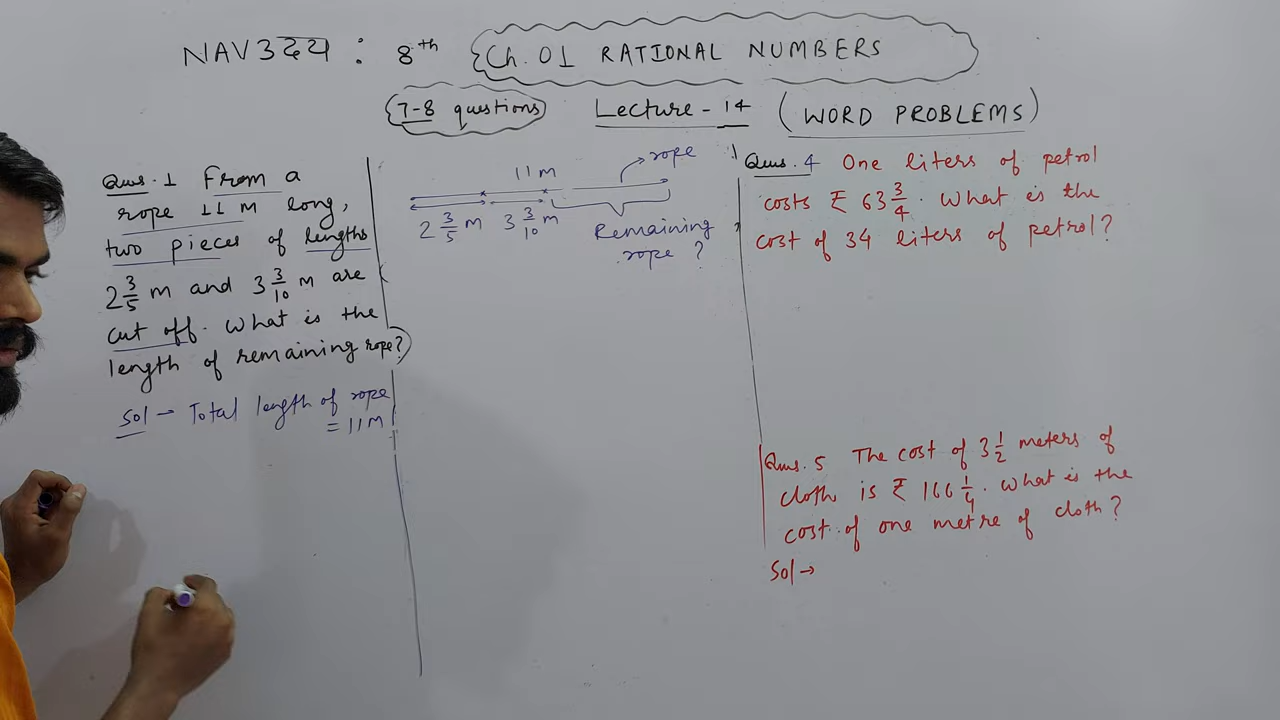 NAV3221 : 8th Ch. 01 RATIONAL NUMBERS
7-8 questions Lecture - 14 (WORD PROBLEMS)
Ques. 1 From a
rope 11 m long,
two pieces of lengths
2 3/5 m and 3 3/10 m are
cut off. What is the
length of remaining rope?
Sol → Total length of rope
= 11 m
11 m
rope
2 3/5 m 3 3/10 m
Remaining
rope ?
Ques. 4 One liters of petrol
costs ₹ 63 3/4. What is the
cost of 34 liters of petrol?
Ques. 5 The cost of 3 1/2 meters of
cloth is ₹ 166 1/4. What is the
cost of one metre of cloth?
Sol →